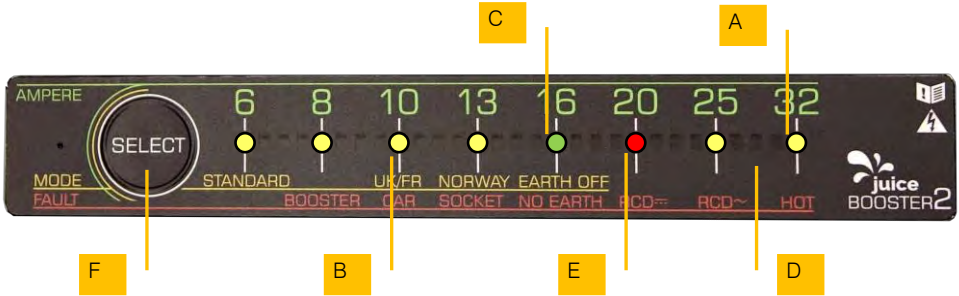 C
A
AMPERE
6 8 10 13 16 20 25 32
SELECT
MODE STANDARD UK/FR NORWAY EARTH OFF
FAULT BOOSTER CAR SOCKET NO EARTH RCD⎓ RCD~ HOT
juice
BOOSTER2
F
B
E
D